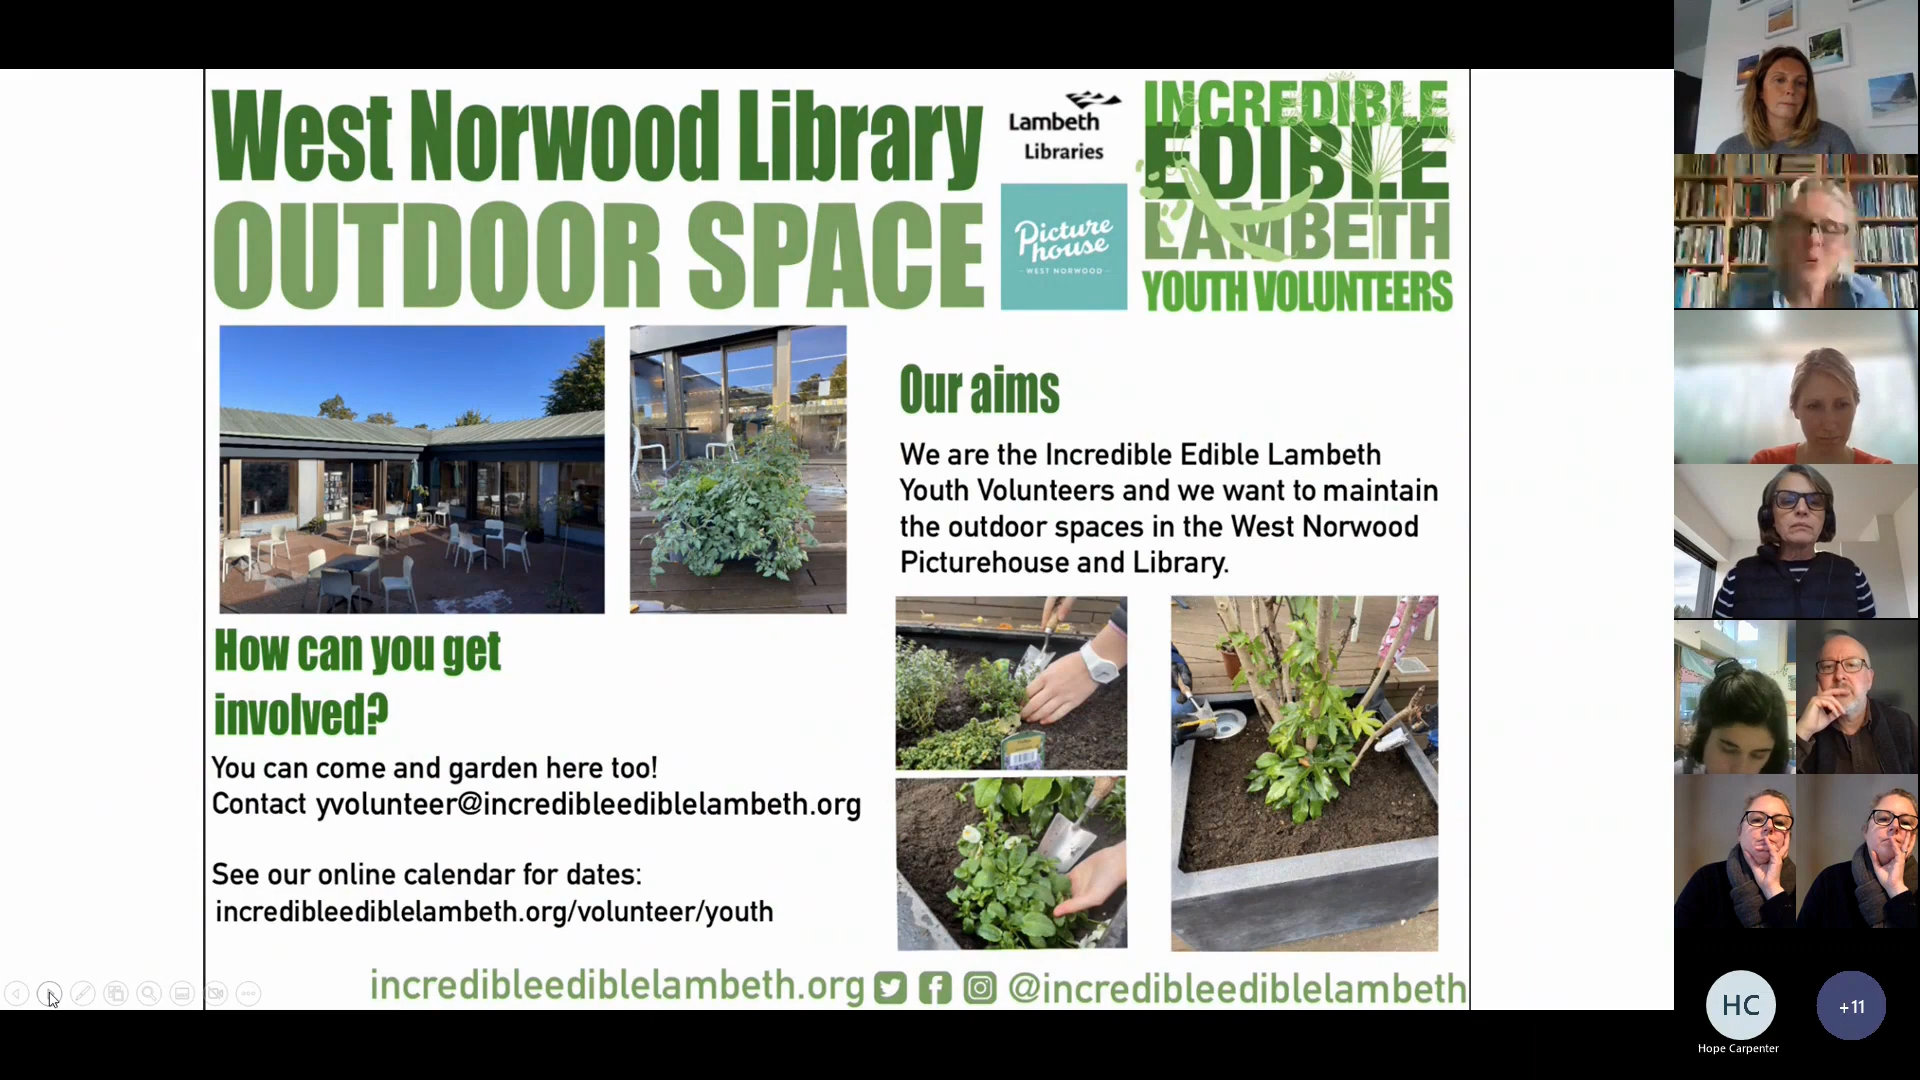 West Norwood Library
OUTDOOR SPACE
Lambeth
Libraries
Picture
house
- WEST NORWOOD -
INCREDIBLE
EDIBLE
LAMBETH
YOUTH VOLUNTEERS
Our aims
We are the Incredible Edible Lambeth
Youth Volunteers and we want to maintain
the outdoor spaces in the West Norwood
Picturehouse and Library.
How can you get
involved?
You can come and garden here too!
Contact yvolunteer@incredibleediblelambeth.org
See our online calendar for dates:
incredibleediblelambeth.org/volunteer/youth
incredibleediblelambeth.org @incredibleediblelambeth
HC
+11
Hope Carpenter